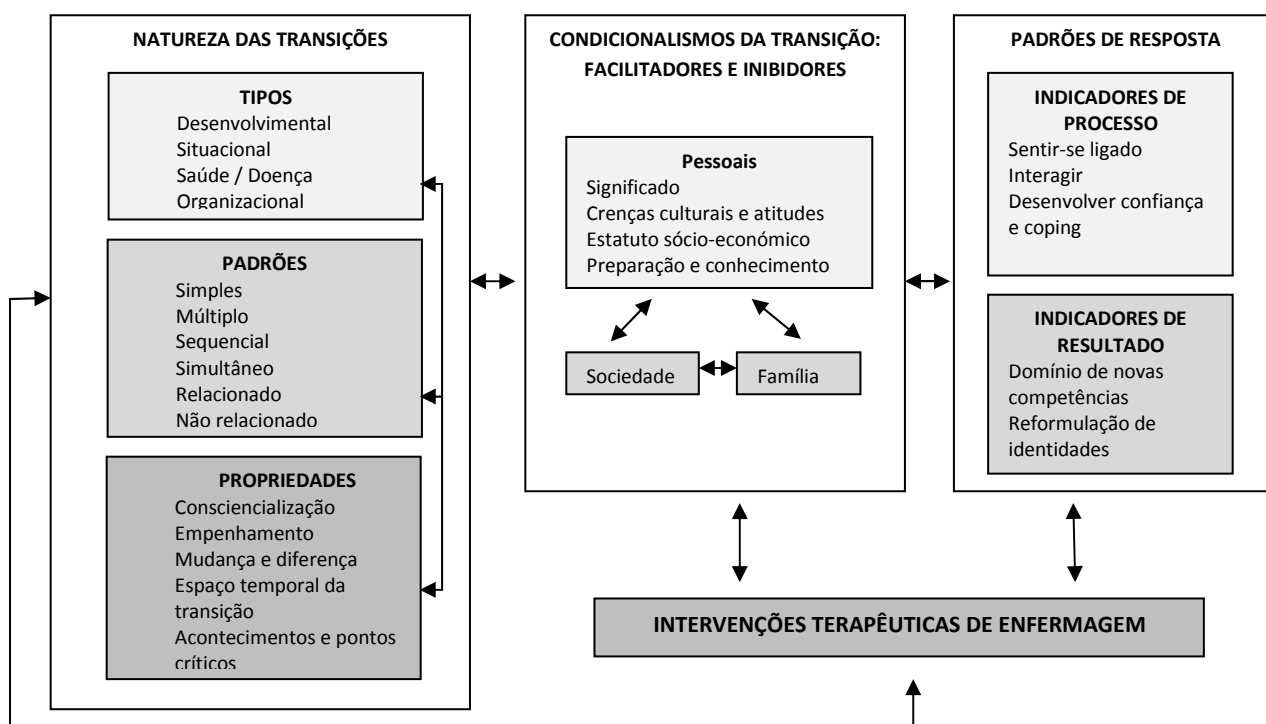 NATUREZA DAS TRANSIÇÕES
TIPOS
Desenvolvimental
Situacional
Saúde / Doença
Organizacional
PADRÕES
Simples
Múltiplo
Sequencial
Simultâneo
Relacionado
Não relacionado
PROPRIEDADES
Consciencialização
Empenhamento
Mudança e diferença
Espaço temporal da
transição
Acontecimentos e pontos
críticos
CONDICIONALISMOS DA TRANSIÇÃO:
FACILITADORES E INIBIDORES
Pessoais
Significado
Crenças culturais e atitudes
Estatuto sócio-económico
Preparação e conhecimento
Sociedade
Família
PADRÕES DE RESPOSTA
INDICADORES DE
PROCESSO
Sentir-se ligado
Interagir
Desenvolver confiança
e coping
INDICADORES DE
RESULTADO
Domínio de novas
competências
Reformulação de
identidades
INTERVENÇÕES TERAPÊUTICAS DE ENFERMAGEM